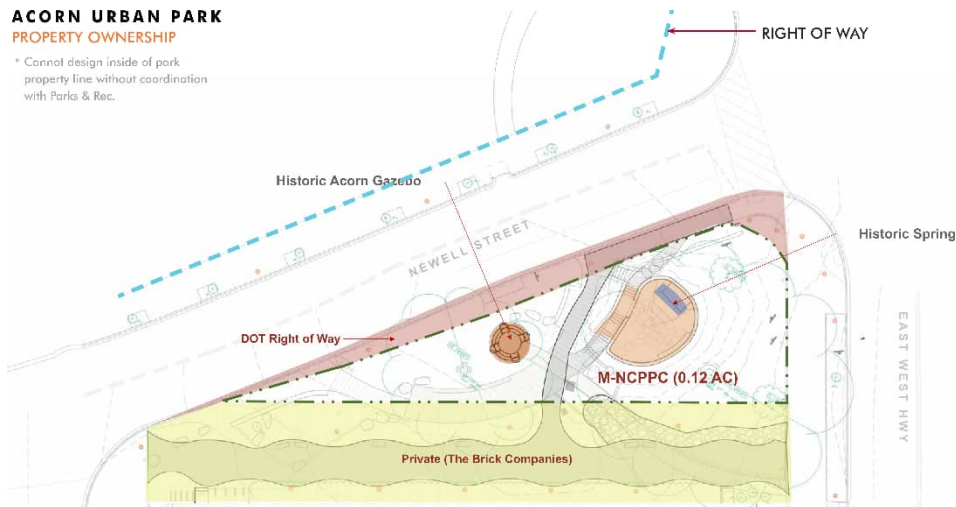 ACORN URBAN PARK
PROPERTY OWNERSHIP
* Cannot design inside of park
property line without coordination
with Parks & Rec.
RIGHT OF WAY
Historic Acorn Gazebo
NEWELL STREET
Historic Spring
DOT Right of Way
M-NCPPC (0.12 AC)
EAST WEST HWY
Private (The Brick Companies)